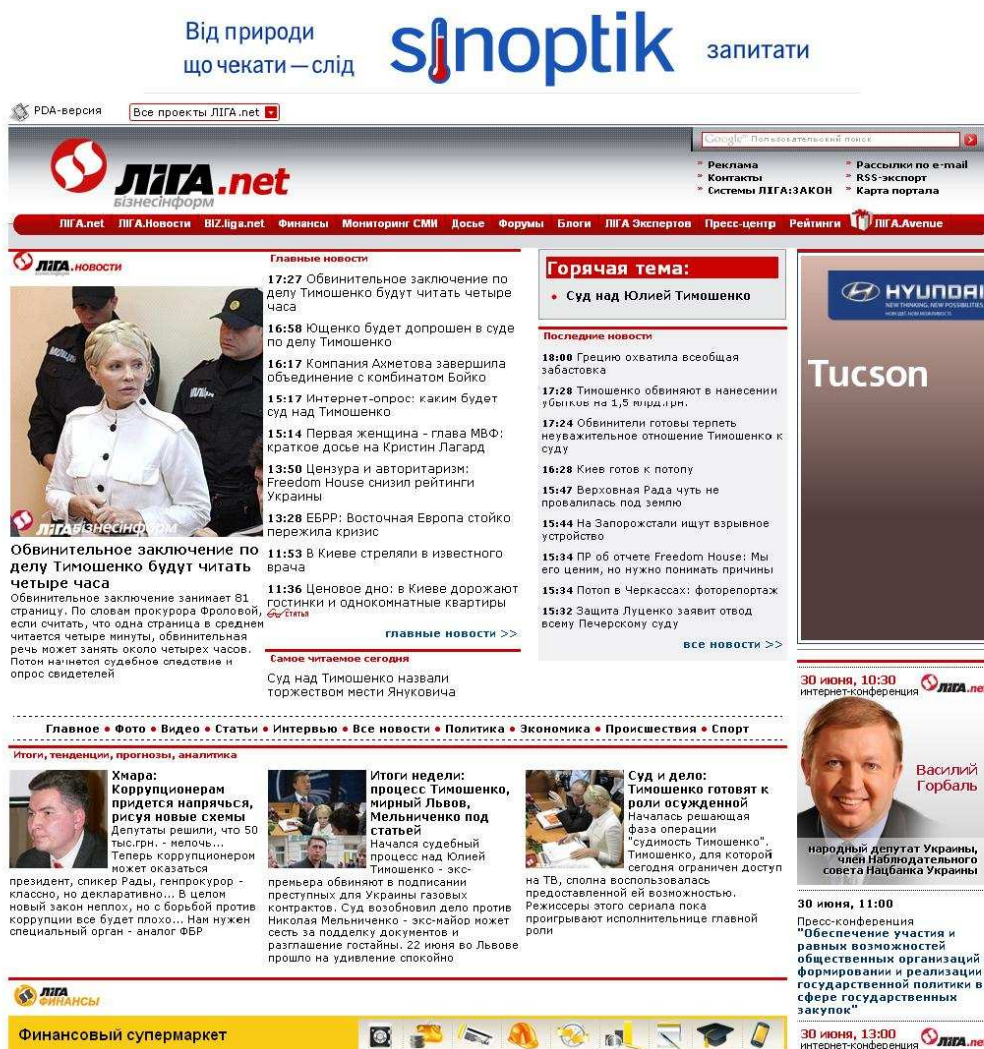 Від природи
що чекати — слід
sinoptik
запитати
PDA-версия
Все проекты ЛІГА.net
Google™ Пользовательский поиск
ЛІГА.net
бізнесінформ
» Реклама
» Контакты
» Системы ЛІГА:ЗАКОН
» Рассылки по e-mail
» RSS-экспорт
» Карта портала
ЛІГА.net ЛІГА.Новости BIZ.liga.net Финансы Мониторинг СМИ Досье Форумы Блоги ЛІГА Экспертов Пресс-центр Рейтинги ЛІГА.Avenue
ЛІГА.НОВОСТИ
ЛІГАбізнесінформ
Обвинительное заключение по
делу Тимошенко будут читать
четыре часа
Обвинительное заключение занимает 81
страницу. По словам прокурора Фроловой,
если считать, что одна страница в среднем
читается четыре минуты, обвинительная
речь может занять около четырех часов.
Потом начнется судебное следствие и
опрос свидетелей
Главные новости
17:27 Обвинительное заключение по
делу Тимошенко будут читать четыре
часа
16:58 Ющенко будет допрошен в суде
по делу Тимошенко
16:17 Компания Ахметова завершила
объединение с комбинатом Бойко
15:17 Интернет-опрос: каким будет
суд над Тимошенко
15:14 Первая женщина - глава МВФ:
краткое досье на Кристин Лагард
13:50 Цензура и авторитаризм:
Freedom House снизил рейтинги
Украины
13:28 ЕБРР: Восточная Европа стойко
пережила кризис
11:53 В Киеве стреляли в известного
врача
11:36 Ценовое дно: в Киеве дорожают
гостинки и однокомнатные квартиры
статья
главные новости >>
Самое читаемое сегодня
Суд над Тимошенко назвали
торжеством мести Януковича
Горячая тема:
• Суд над Юлией Тимошенко
Последние новости
18:00 Грецию охватила всеобщая
забастовка
17:28 Тимошенко обвиняют в нанесении
убытков на 1,5 млрд.грн.
17:24 Обвинители готовы терпеть
неуважительное отношение Тимошенко к
суду
16:28 Киев готов к потопу
15:47 Верховная Рада чуть не
провалилась под землю
15:44 На Запорожстали ищут взрывное
устройство
15:34 ПР об отчете Freedom House: Мы
его ценим, но нужно понимать причины
15:34 Потоп в Черкассах: фоторепортаж
15:32 Защита Луценко заявит отвод
всему Печерскому суду
все новости >>
HYUNDAI
NEW THINKING. NEW POSSIBILITIES.
Tucson
Главное • Фото • Видео • Статьи • Интервью • Все новости • Политика • Экономика • Происшествия • Спорт
Итоги, тенденции, прогнозы, аналитика
Хмара:
Коррупционерам
придется напрячься,
рисуя новые схемы
Депутаты решили, что 50
тыс.грн. - мелочь...
Теперь коррупционером
может оказаться
президент, спикер Рады, генпрокурор -
классно, но декларативно... В целом
новый закон неплох, но с борьбой против
коррупции все будет плохо... Нам нужен
специальный орган - аналог ФБР
Итоги недели:
процесс Тимошенко,
мирный Львов,
Мельниченко под
статьей
Начался судебный
процесс над Юлией
Тимошенко - экс-
премьера обвиняют в подписании
преступных для Украины газовых
контрактов. Суд возобновил дело против
Николая Мельниченко - экс-майор может
сесть за подделку документов и
разглашение гостайны. 22 июня во Львове
прошло на удивление спокойно
Суд и дело:
Тимошенко готовят к
роли осужденной
Началась решающая
фаза операции
"судимость Тимошенко".
Тимошенко, для которой
сегодня ограничен доступ
на ТВ, сполна воспользовалась
предоставленной ей возможностью.
Режиссеры этого сериала пока
проигрывают исполнительнице главной
роли
30 июня, 10:30
интернет-конференция
ЛІГА.net
Василий
Горбаль
народный депутат Украины,
член Наблюдательного
совета Нацбанка Украины
30 июня, 11:00
Пресс-конференция
"Обеспечение участия и
равных возможностей
общественных организаций
формировании и реализации
государственной политики в
сфере государственных
закупок"
30 июня, 13:00
интернет-конференция
ЛІГА.net
ЛІГА
ФИНАНСЫ
Финансовый супермаркет